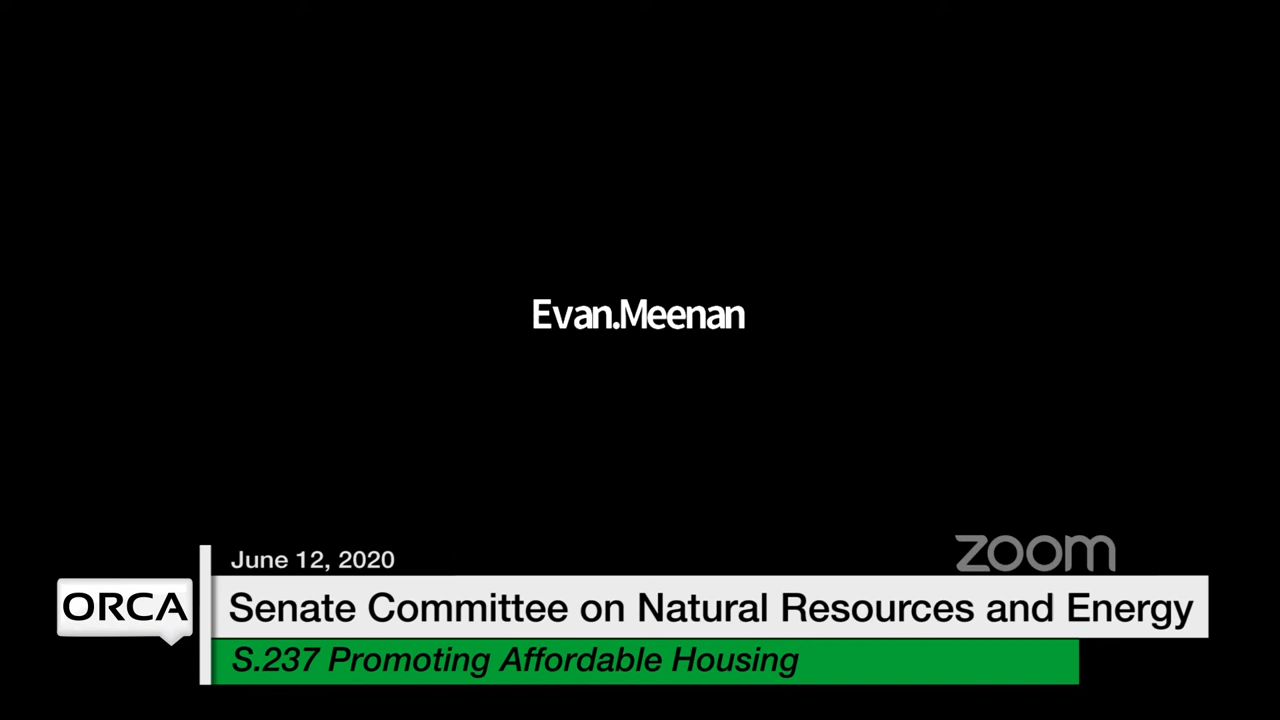 Evan.Meenan
zoom
June 12, 2020
ORCA
Senate Committee on Natural Resources and Energy
S.237 Promoting Affordable Housing